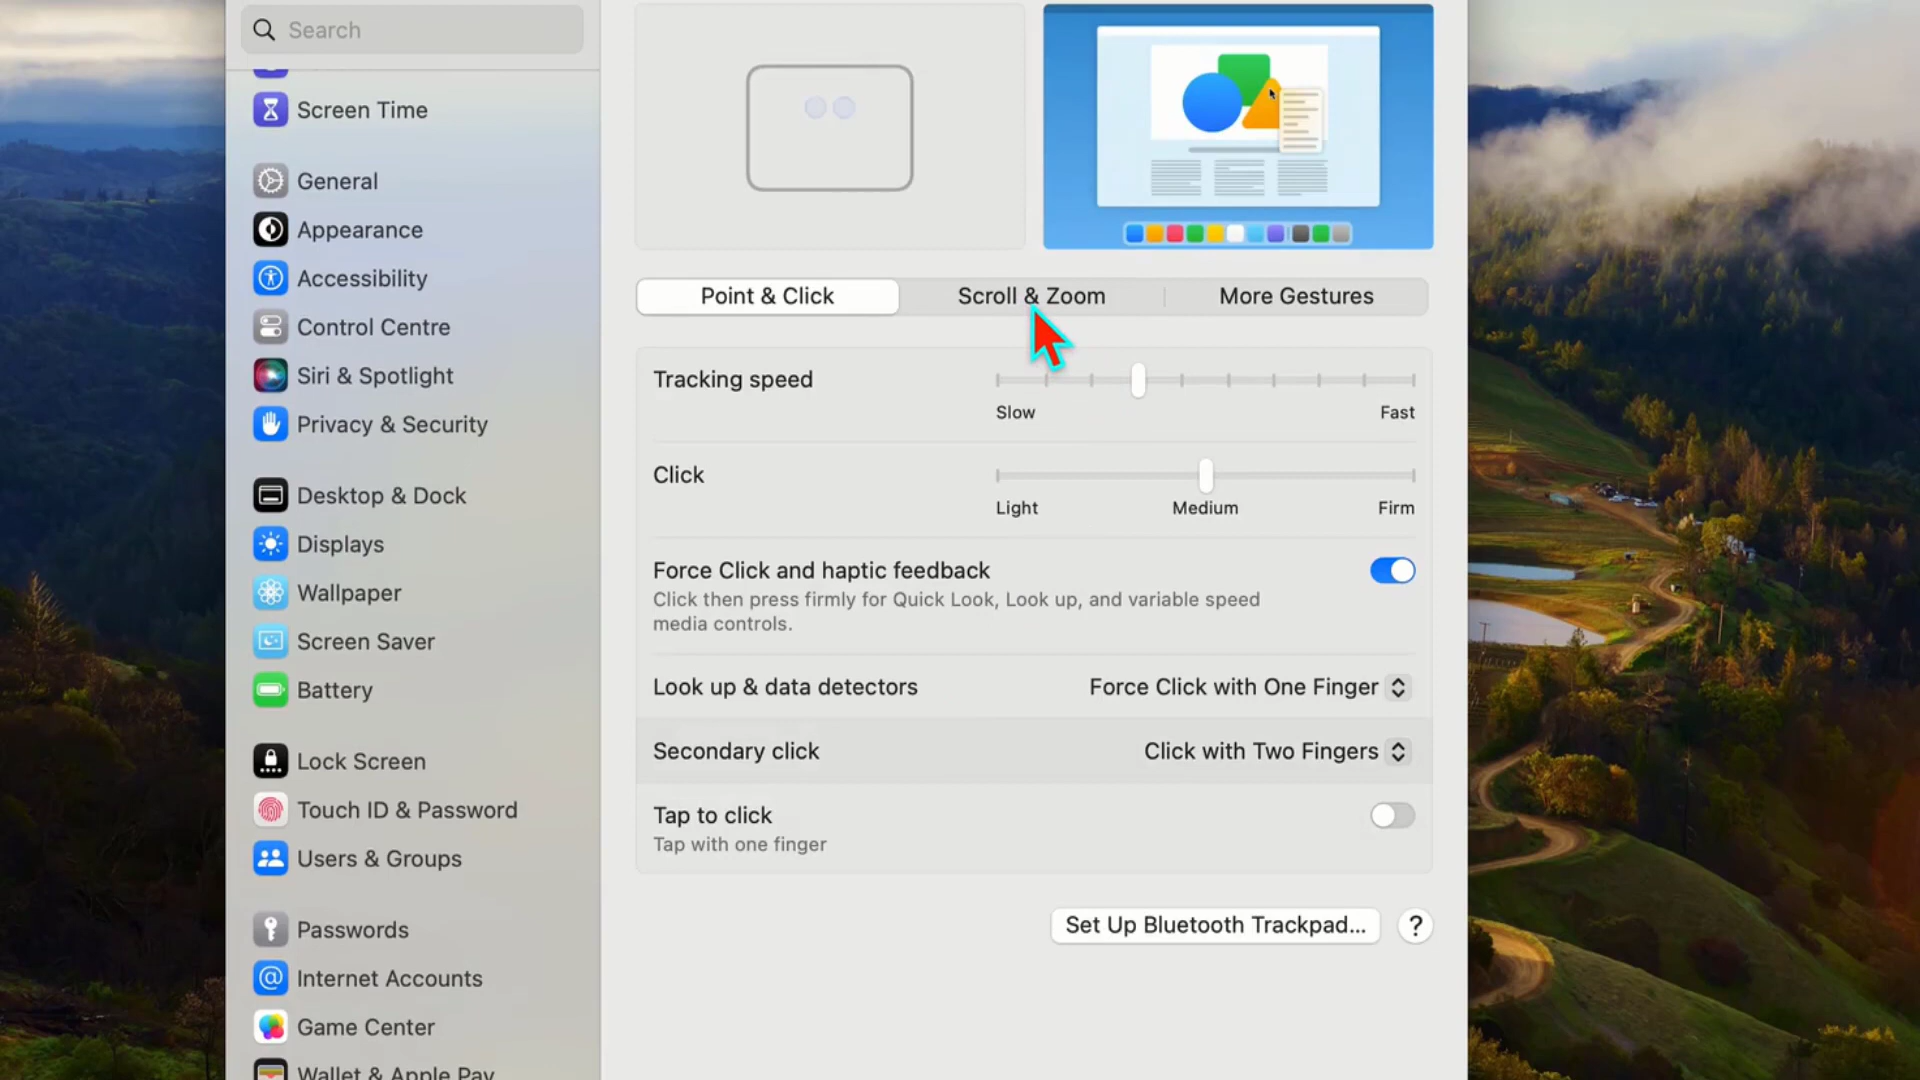 Search
Screen Time
General
Appearance
Accessibility
Control Centre
Siri & Spotlight
Privacy & Security
Desktop & Dock
Displays
Wallpaper
Screen Saver
Battery
Lock Screen
Touch ID & Password
Users & Groups
Passwords
Internet Accounts
Game Center
Wallet & Apple Pay
Point & Click
Scroll & Zoom
More Gestures
Tracking speed
Slow
Fast
Click
Light
Medium
Firm
Force Click and haptic feedback
Click then press firmly for Quick Look, Look up, and variable speed
media controls.
Look up & data detectors
Force Click with One Finger
Secondary click
Click with Two Fingers
Tap to click
Tap with one finger
Set Up Bluetooth Trackpad...
?